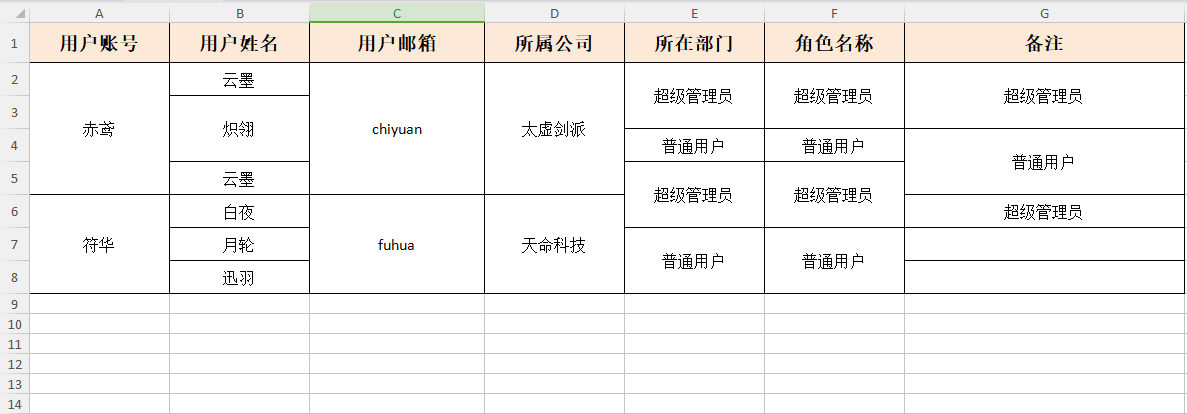 A B C D E F G
1 用户账号 用户姓名 用户邮箱 所属公司 所在部门 角色名称 备注
2 云墨
超级管理员 超级管理员 超级管理员
3
赤鸢 炽翎 chiyuan 太虚剑派
4 普通用户 普通用户
普通用户
5 云墨
超级管理员 超级管理员
6 白夜 超级管理员
7 符华 月轮 fuhua 天命科技
普通用户 普通用户
8 迅羽
9
10
11
12
13
14